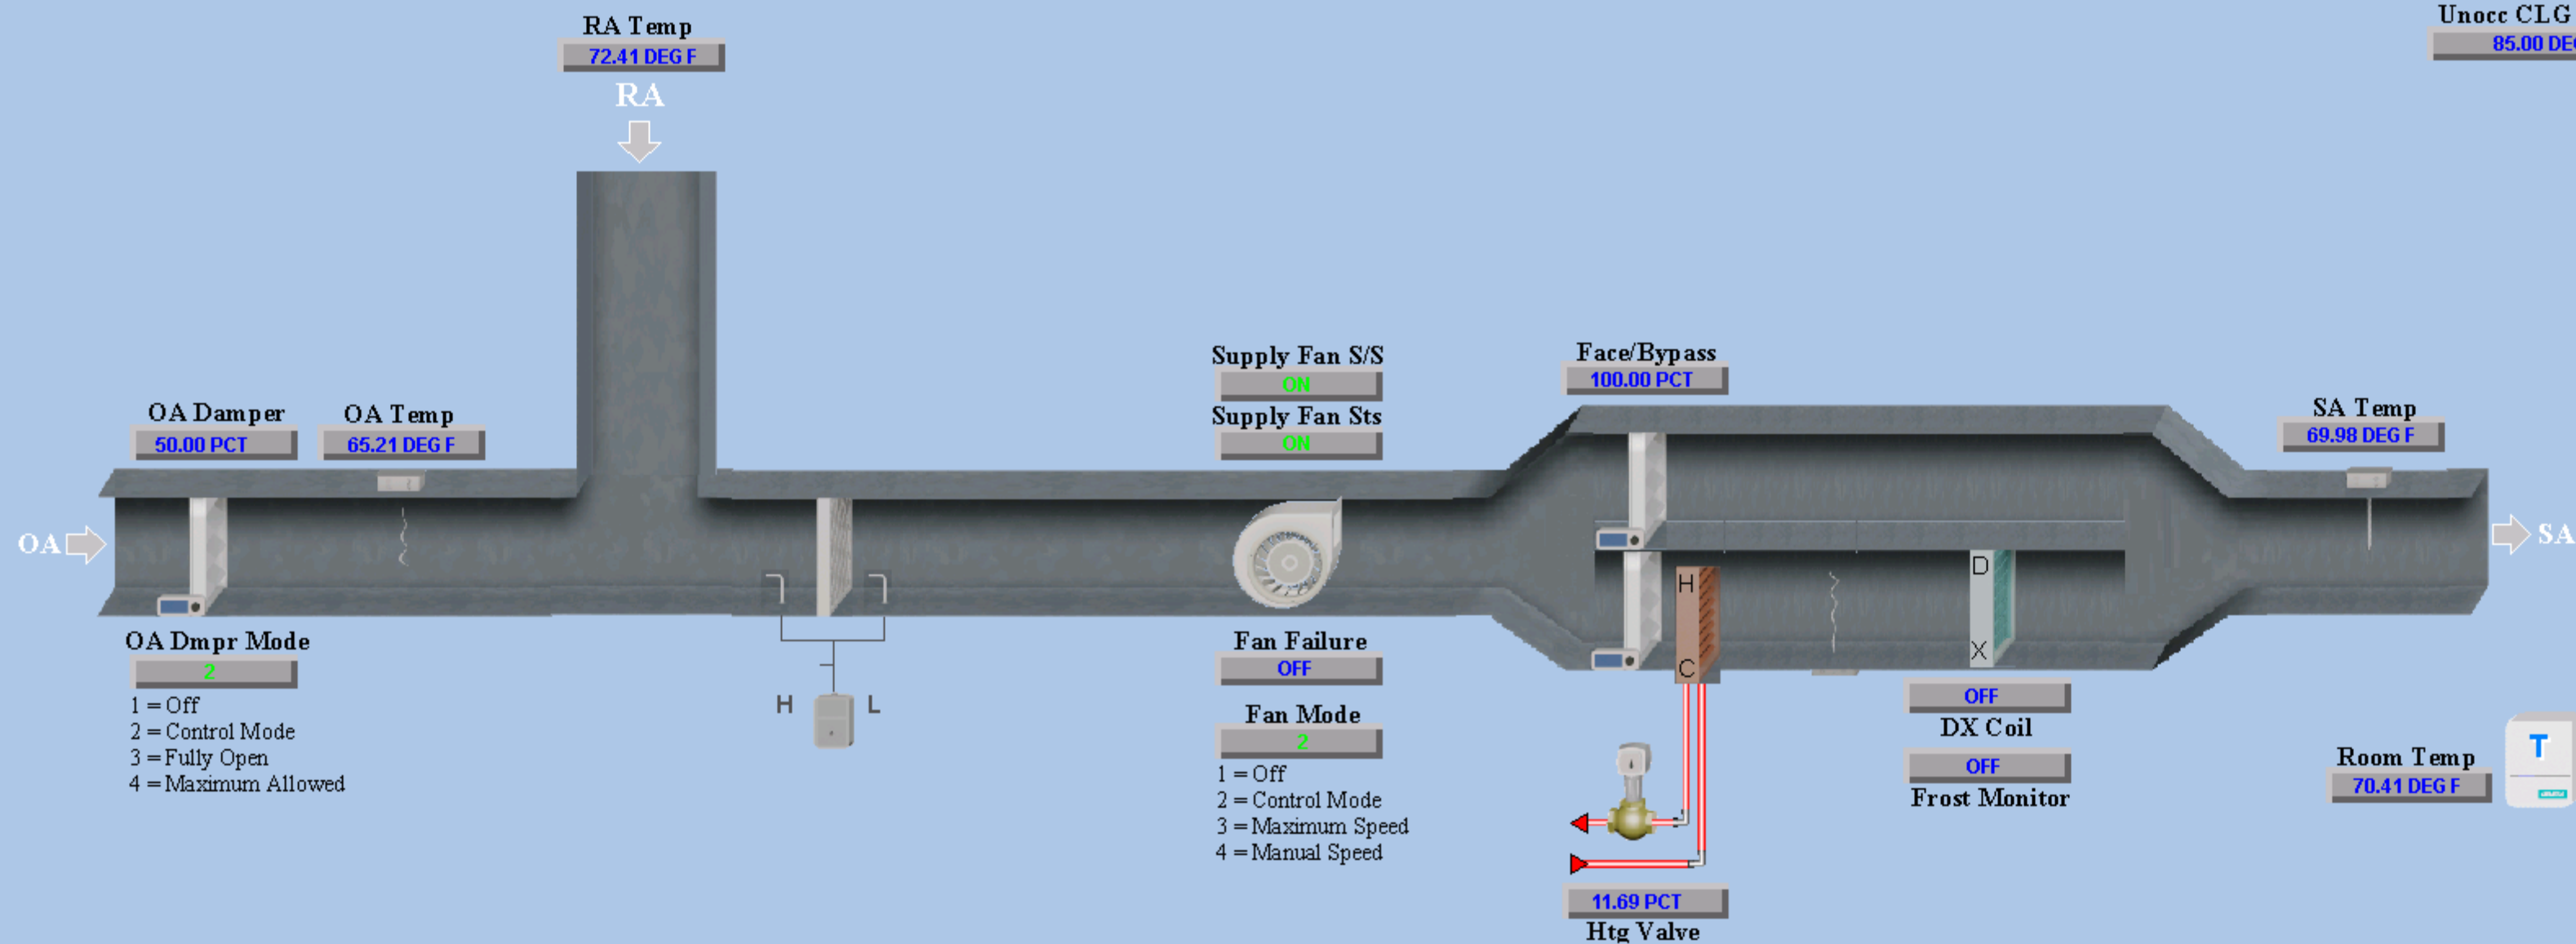 Unocc CLG
85.00 DE
RA Temp
72.41 DEG F
RA
Supply Fan S/S
ON
Supply Fan Sts
ON
Face/Bypass
100.00 PCT
OA Damper
50.00 PCT
OA Temp
65.21 DEG F
SA Temp
69.98 DEG F
OA
SA
D
X
H
C
OA Dmpr Mode
2
1 = Off
2 = Control Mode
3 = Fully Open
4 = Maximum Allowed
H
L
Fan Failure
OFF
Fan Mode
2
1 = Off
2 = Control Mode
3 = Maximum Speed
4 = Manual Speed
OFF
DX Coil
OFF
Frost Monitor
T
Room Temp
70.41 DEG F
11.69 PCT
Htg Valve